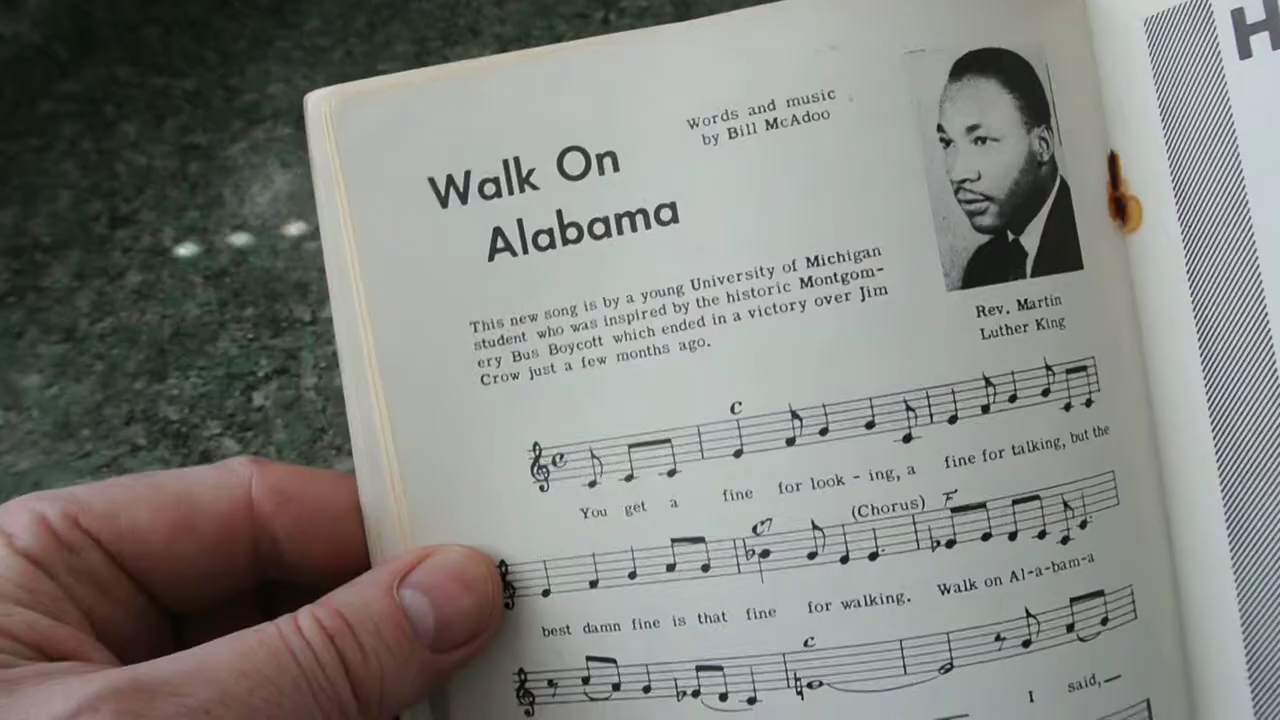 Walk On
Alabama
Words and music
by Bill McAdoo
This new song is by a young University of Michigan
student who was inspired by the historic Montgom-
ery Bus Boycott which ended in a victory over Jim
Crow just a few months ago.
Rev. Martin
Luther King
C
You get a fine for look - ing, a fine for talking, but the
C7 (Chorus) F
best damn fine is that fine for walking. Walk on Al-a-bam-a
C
I said,—
H